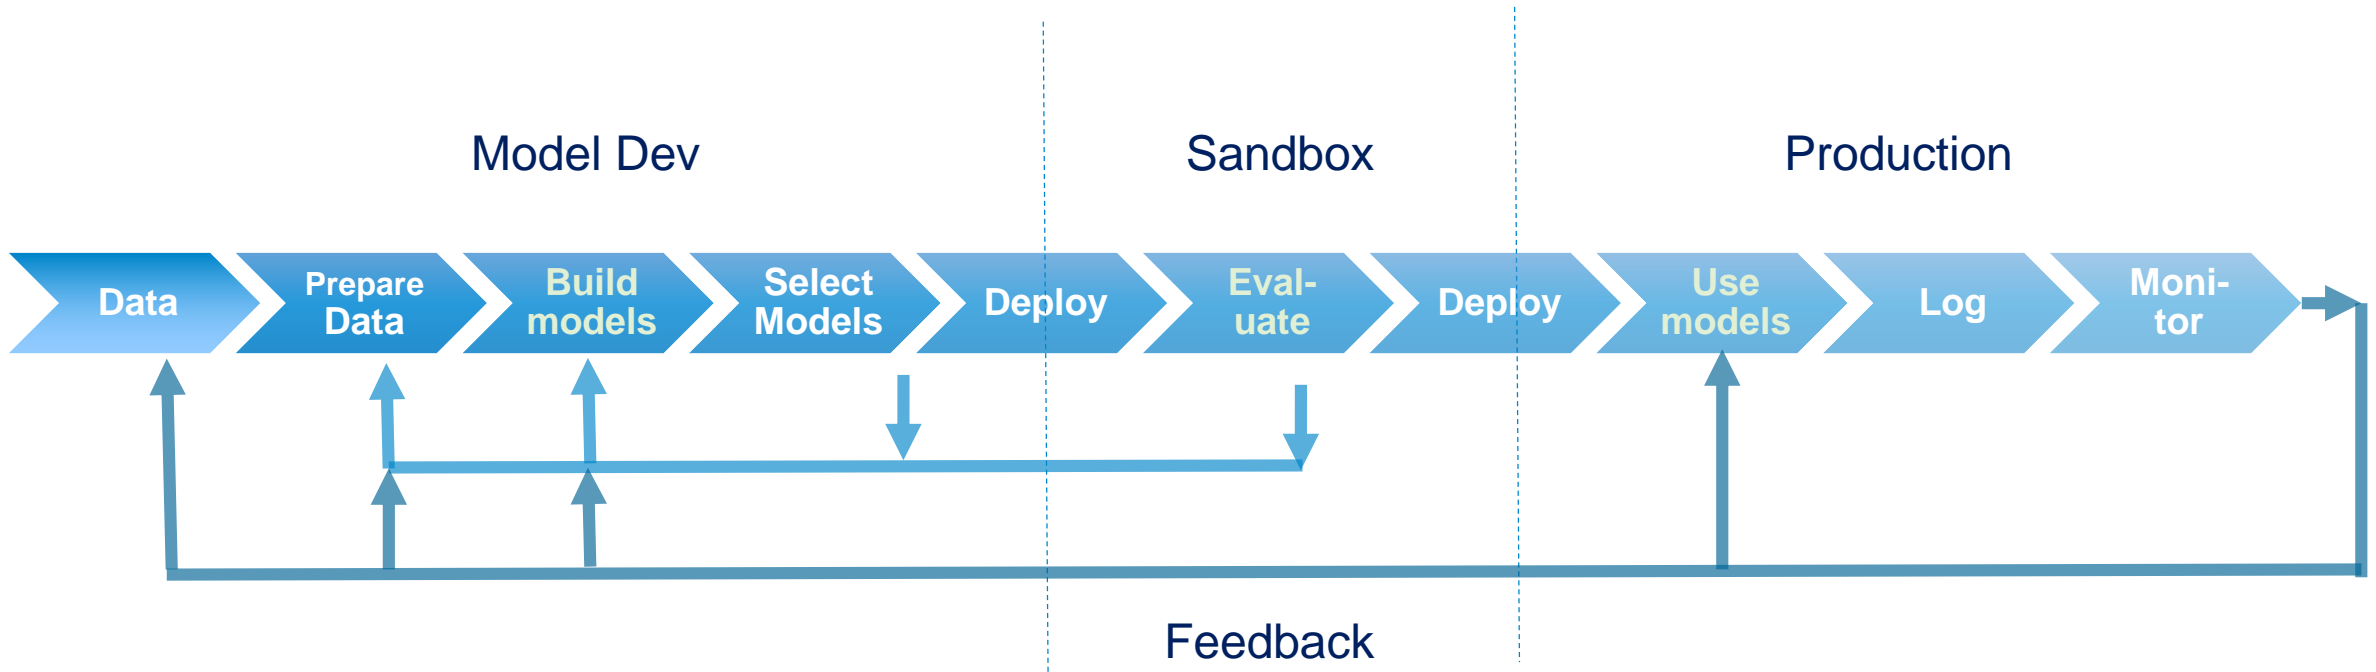 Model Dev
Sandbox
Production
Data
Prepare
Data
Build
models
Select
Models
Deploy
Eval-
uate
Deploy
Use
models
Log
Moni-
tor
Feedback